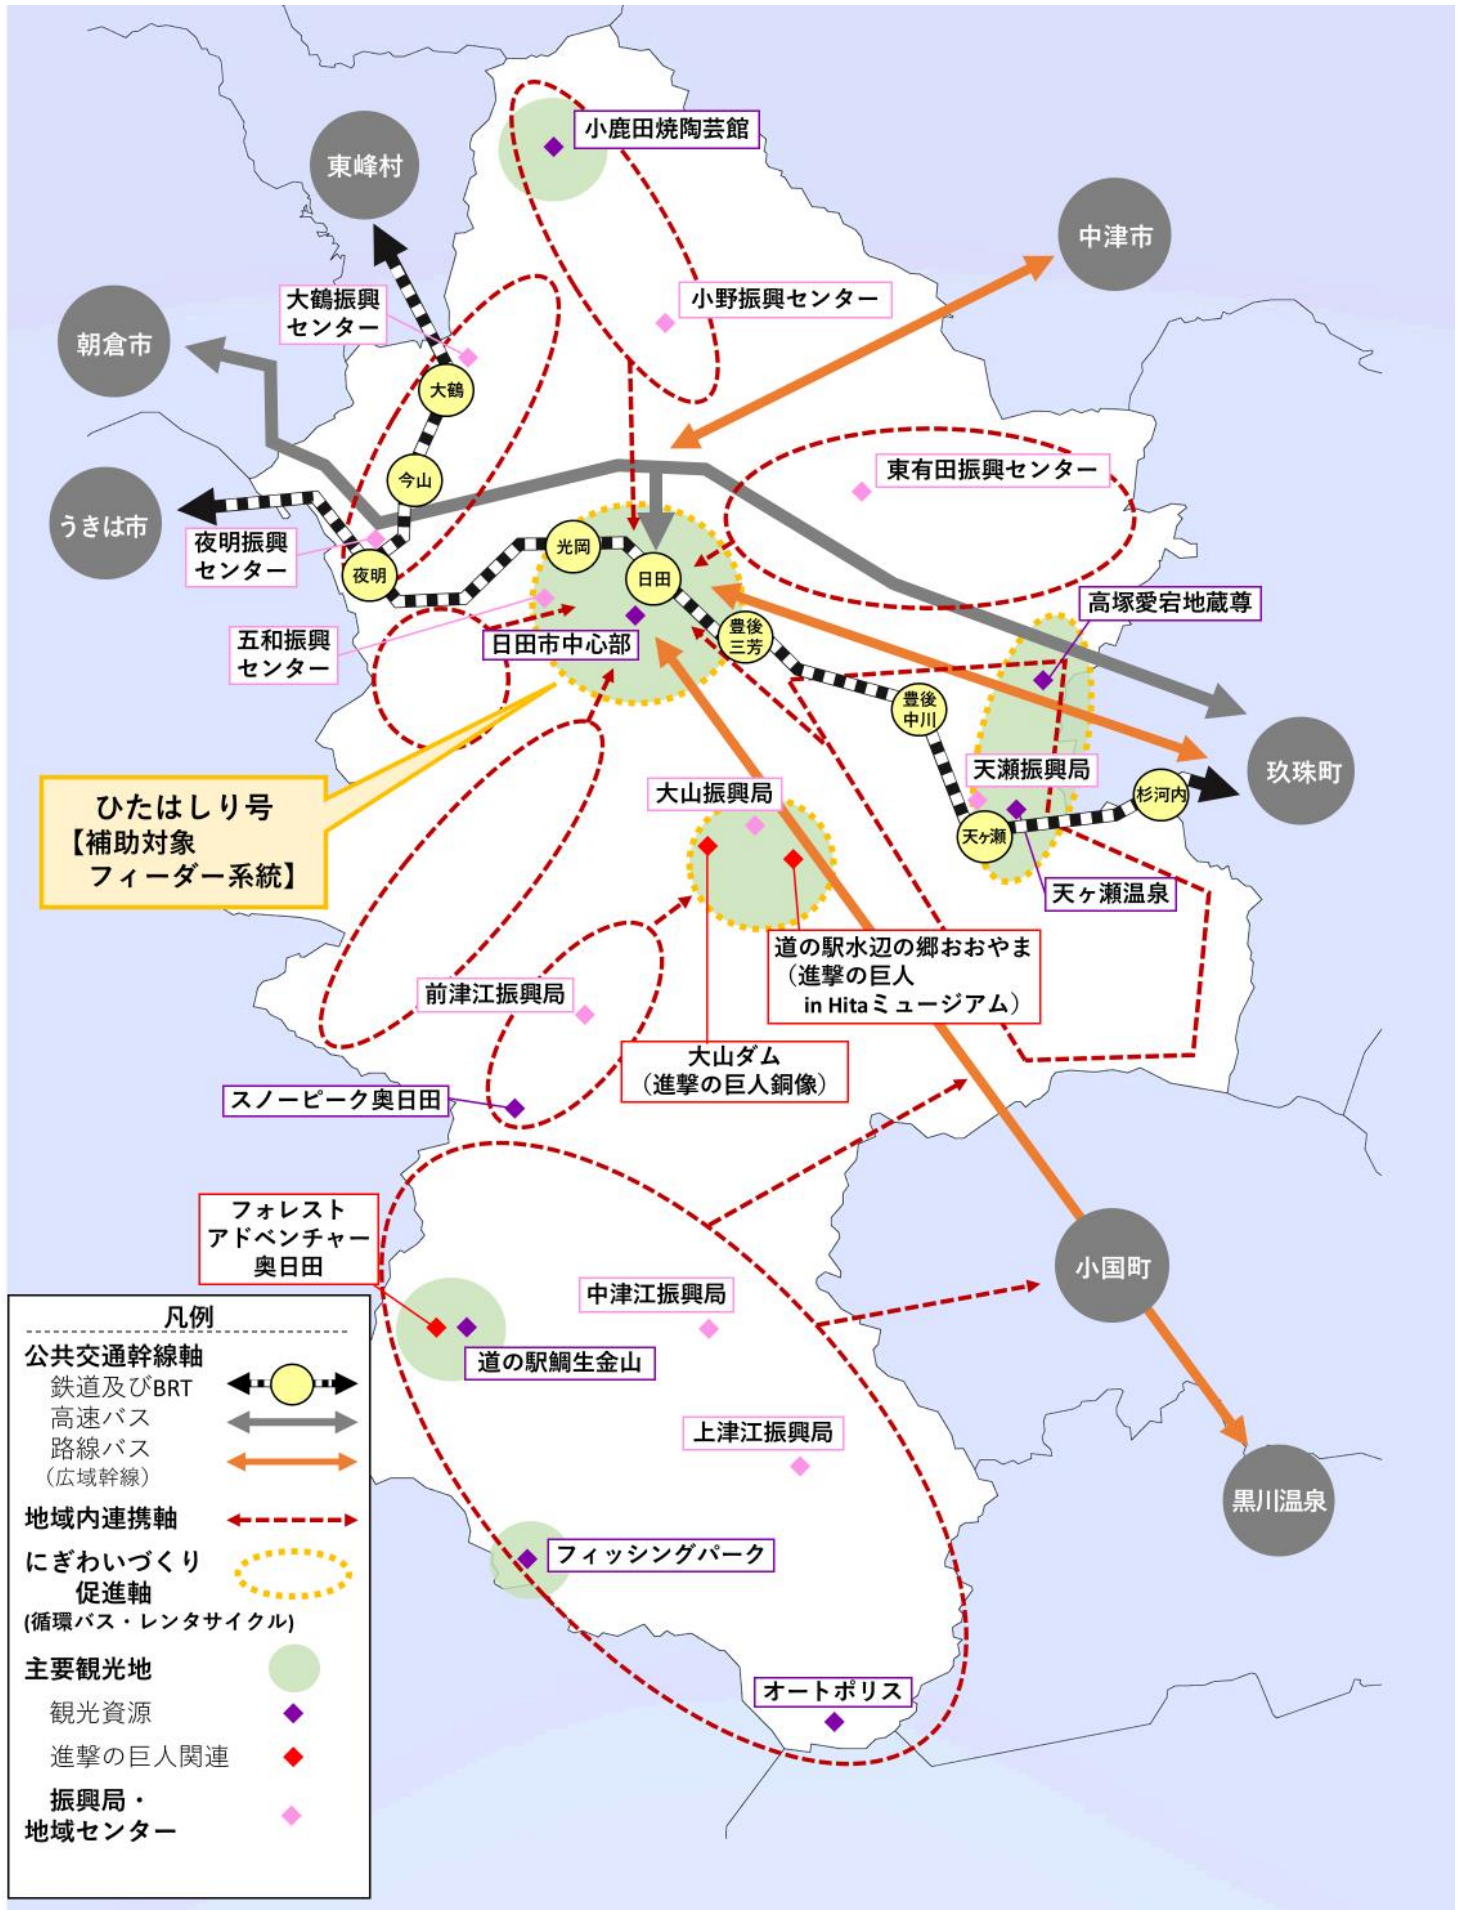 小鹿田焼陶芸館
東峰村
中津市
大鶴振興
センター
小野振興センター
朝倉市
大鶴
東有田振興センター
今山
うきは市
夜明振興
センター
夜明
光岡
日田
高塚愛宕地蔵尊
五和振興
センター
日田市中心部
豊後
三芳
豊後
中川
天瀬振興局
玖珠町
杉河内
天ヶ瀬
天ヶ瀬温泉
ひたはしり号
【補助対象
フィーダー系統】
大山振興局
道の駅水辺の郷おおやま
（進撃の巨人
in Hitaミュージアム）
前津江振興局
大山ダム
（進撃の巨人銅像）
スノーピーク奥日田
フォレスト
アドベンチャー
奥日田
小国町
中津江振興局
道の駅鯛生金山
上津江振興局
黒川温泉
フィッシングパーク
オートポリス
凡例
公共交通幹線軸
鉄道及びBRT
高速バス
路線バス
（広域幹線）
地域内連携軸
にぎわいづくり
促進軸
(循環バス・レンタサイクル)
主要観光地
観光資源
進撃の巨人関連
振興局・
地域センター